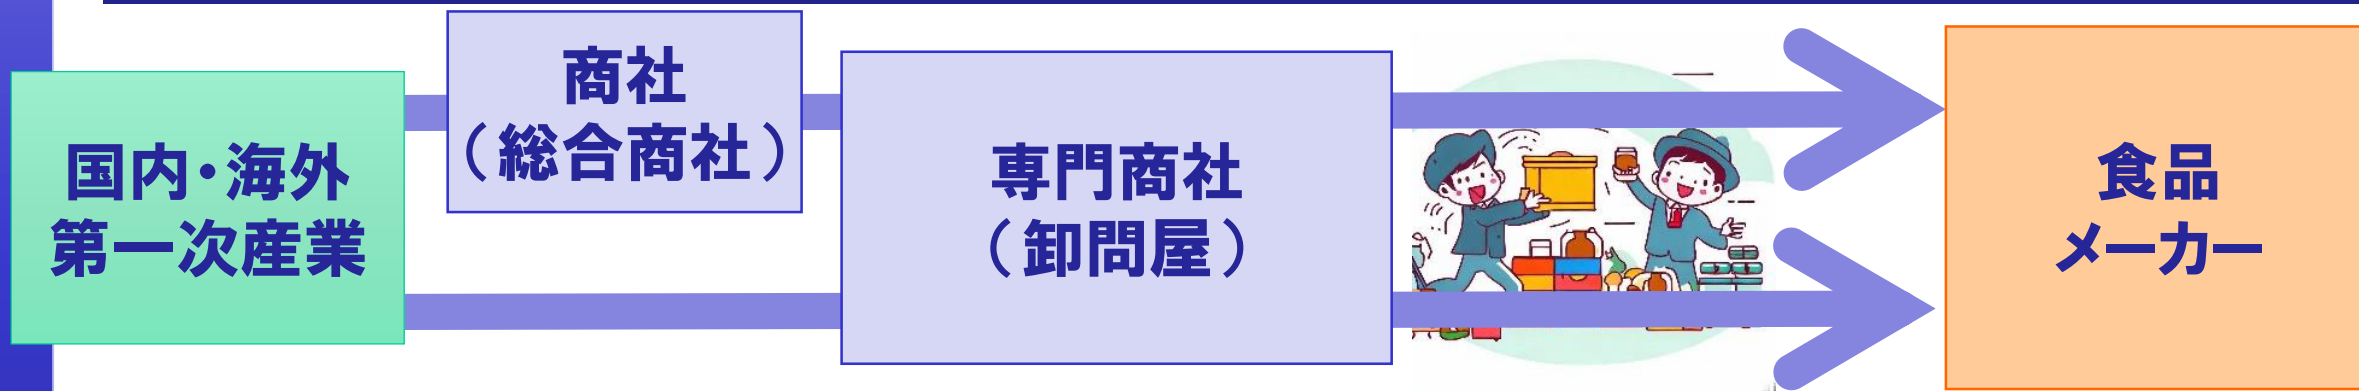 国内・海外
第一次産業
商社
（総合商社）
専門商社
（卸問屋）
食品
メーカー